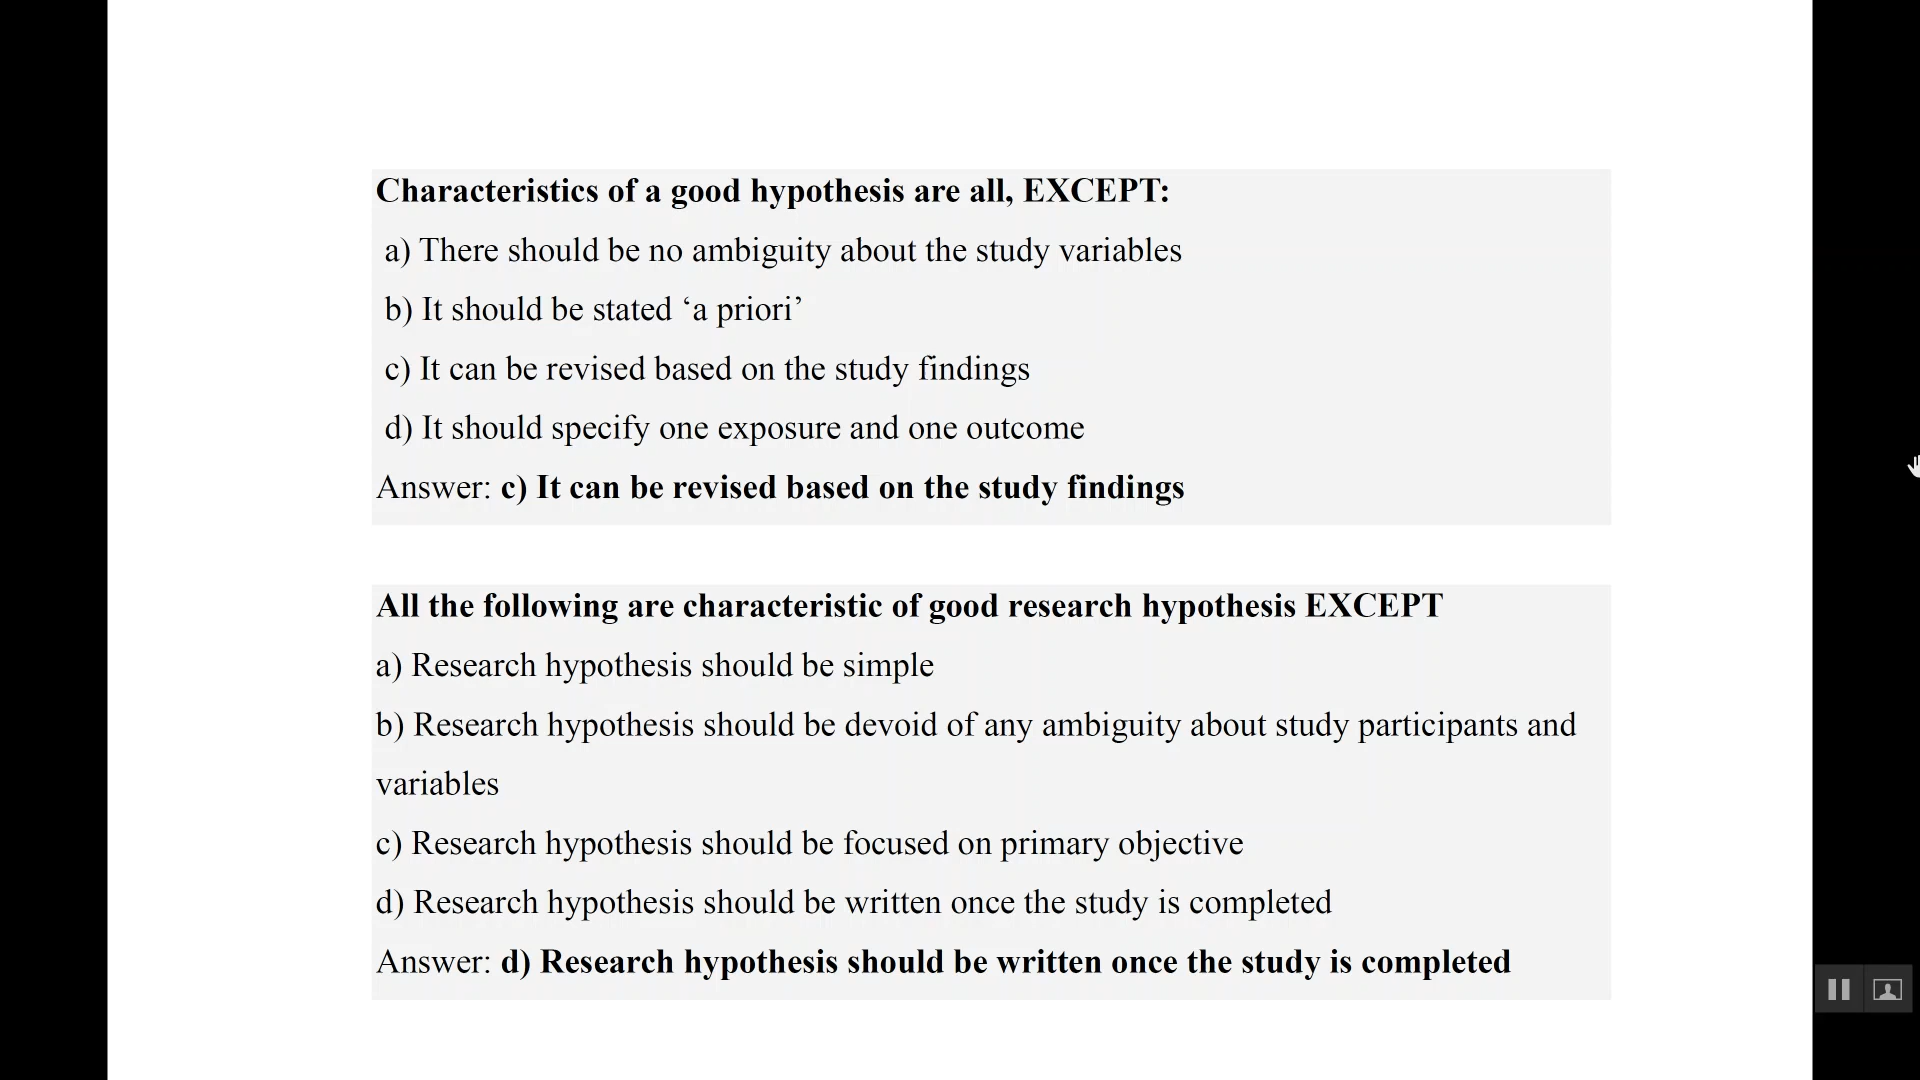 Characteristics of a good hypothesis are all, EXCEPT:
a) There should be no ambiguity about the study variables
b) It should be stated ‘a priori’
c) It can be revised based on the study findings
d) It should specify one exposure and one outcome
Answer: c) It can be revised based on the study findings
All the following are characteristic of good research hypothesis EXCEPT
a) Research hypothesis should be simple
b) Research hypothesis should be devoid of any ambiguity about study participants and
variables
c) Research hypothesis should be focused on primary objective
d) Research hypothesis should be written once the study is completed
Answer: d) Research hypothesis should be written once the study is completed